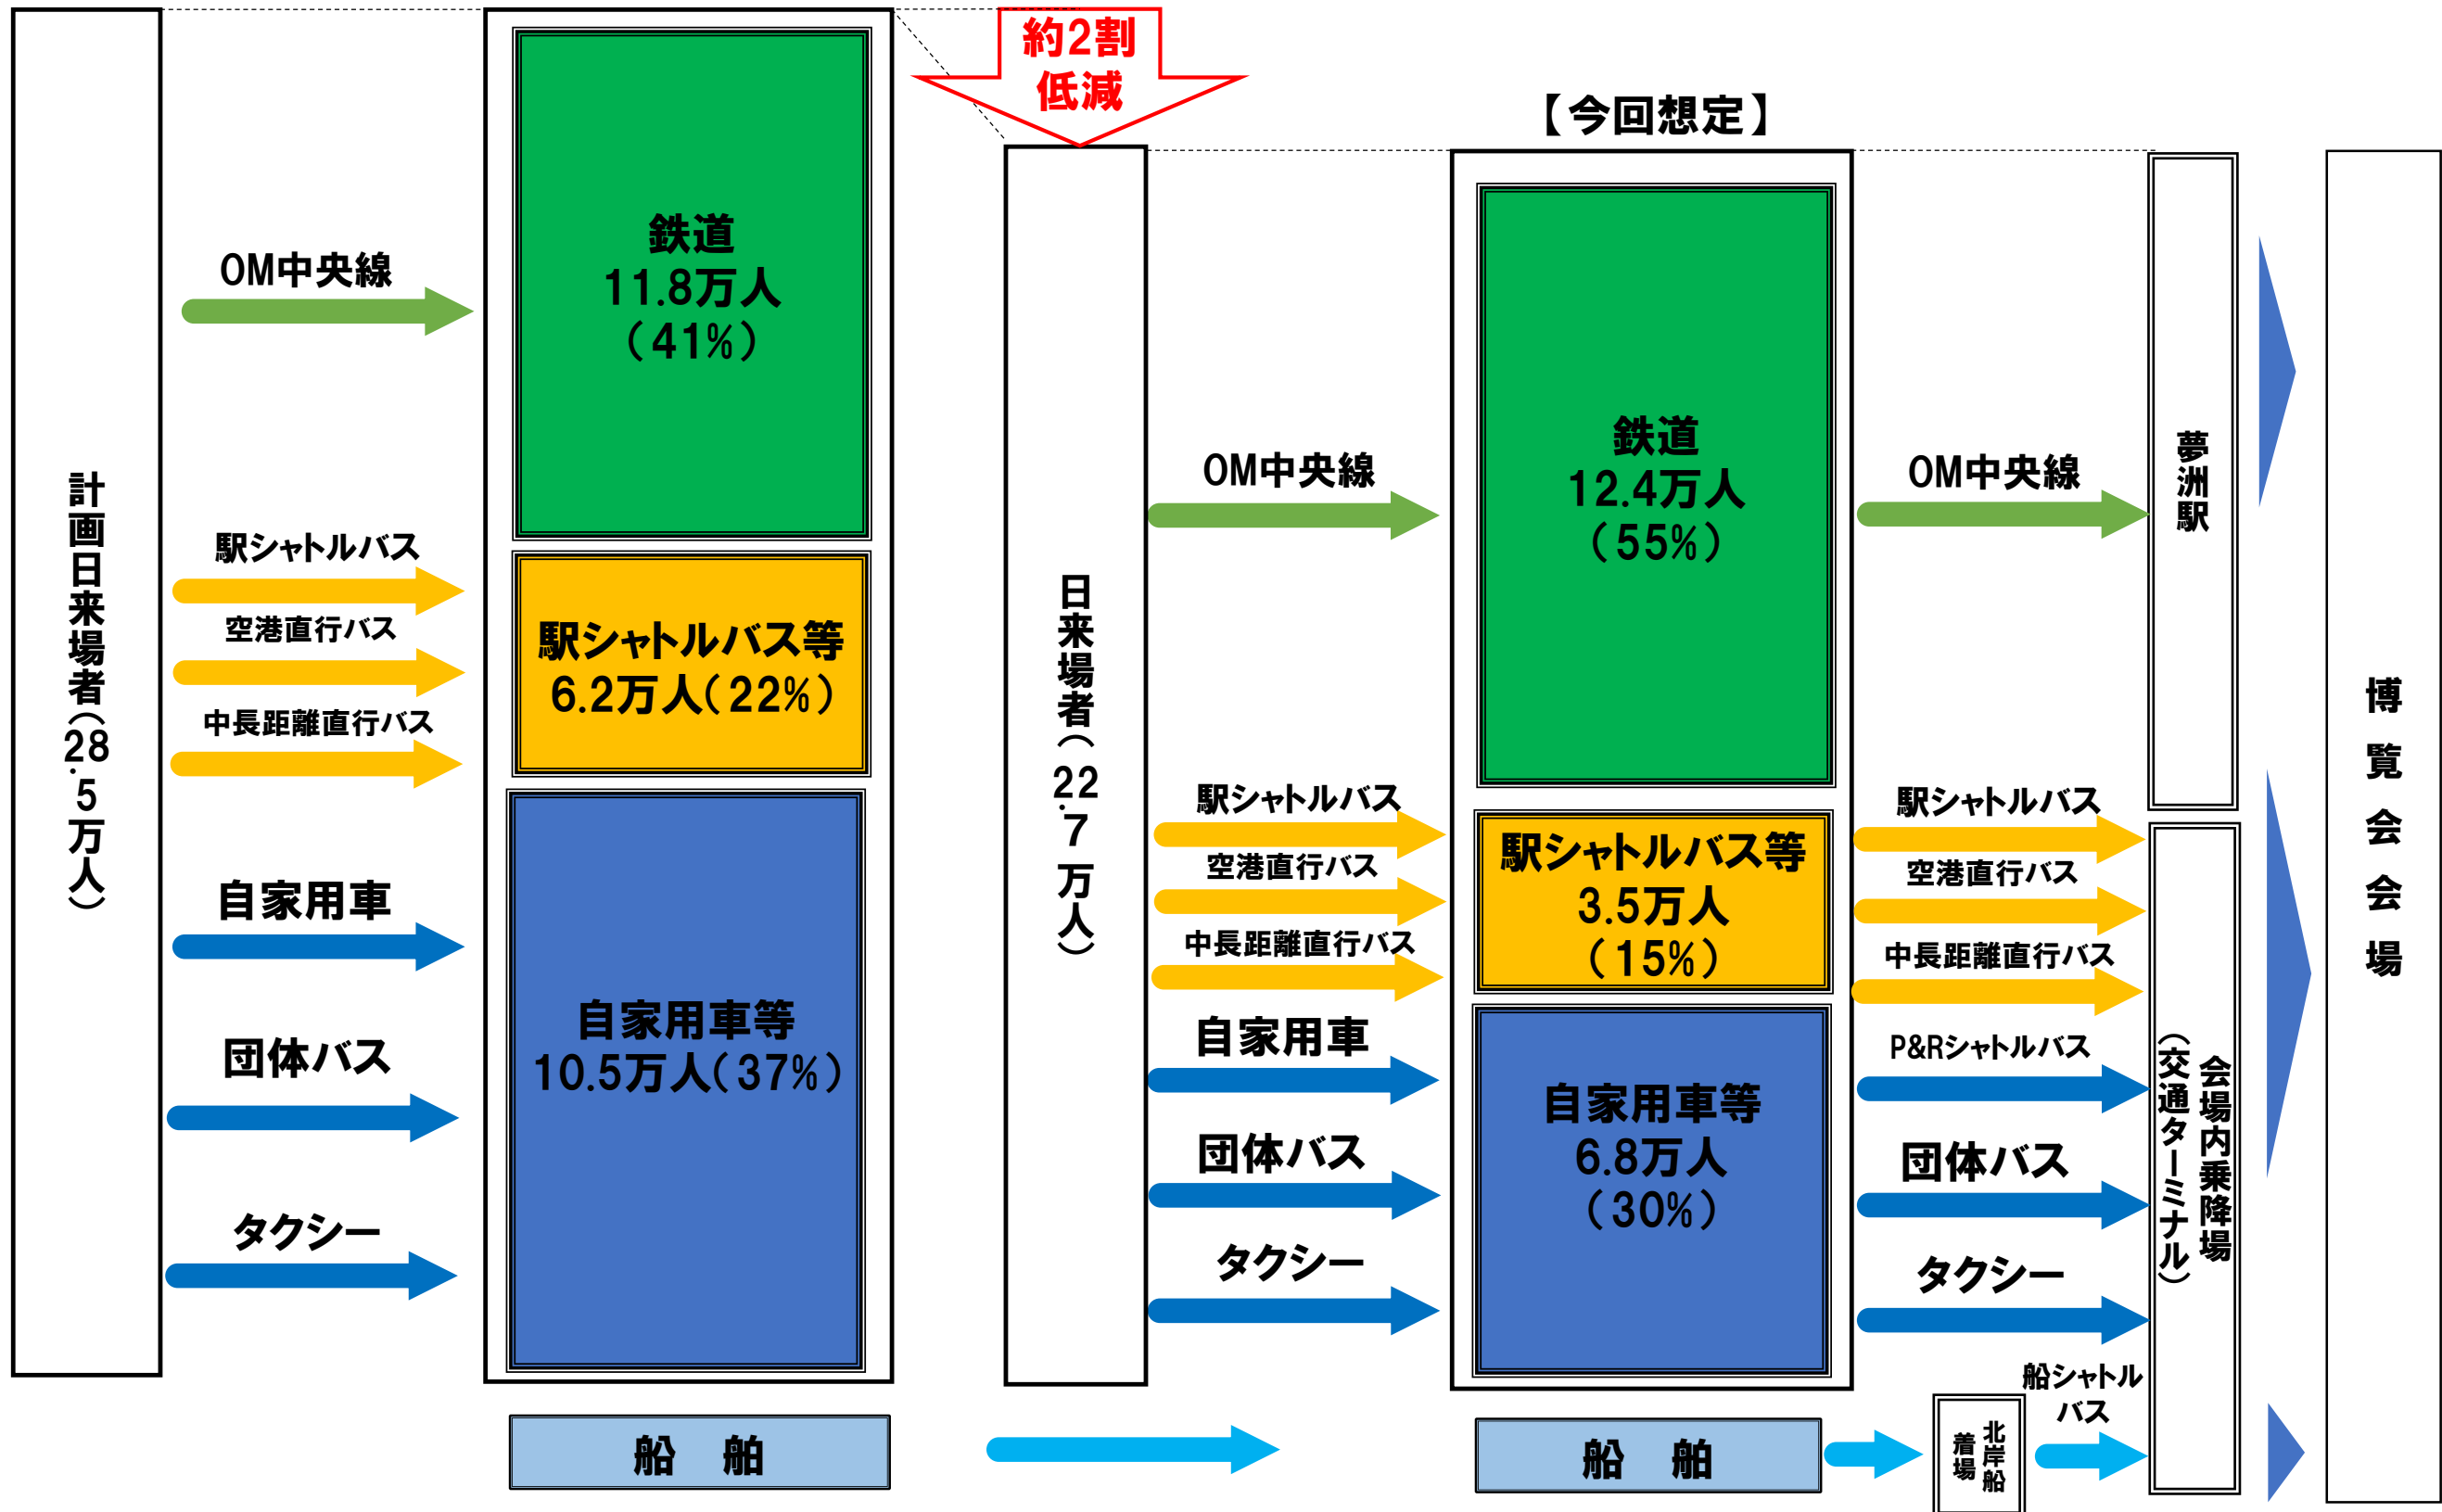 計画日来場者（28.5万人）
OM中央線
駅シャトルバス
空港直行バス
中長距離直行バス
自家用車
団体バス
タクシー
鉄道
11.8万人
（41%）
駅シャトルバス等
6.2万人（22%）
自家用車等
10.5万人（37%）
船　舶
約2割
低減
日来場者（22.7万人）
OM中央線
駅シャトルバス
空港直行バス
中長距離直行バス
自家用車
団体バス
タクシー
【今回想定】
鉄道
12.4万人
（55%）
駅シャトルバス等
3.5万人
（15%）
自家用車等
6.8万人
（30%）
船　舶
OM中央線
駅シャトルバス
空港直行バス
中長距離直行バス
P&Rシャトルバス
団体バス
タクシー
北岸船
着場
船シャトル
バス
夢洲駅
会場内乗降場
（交通ターミナル）
博覧会会場